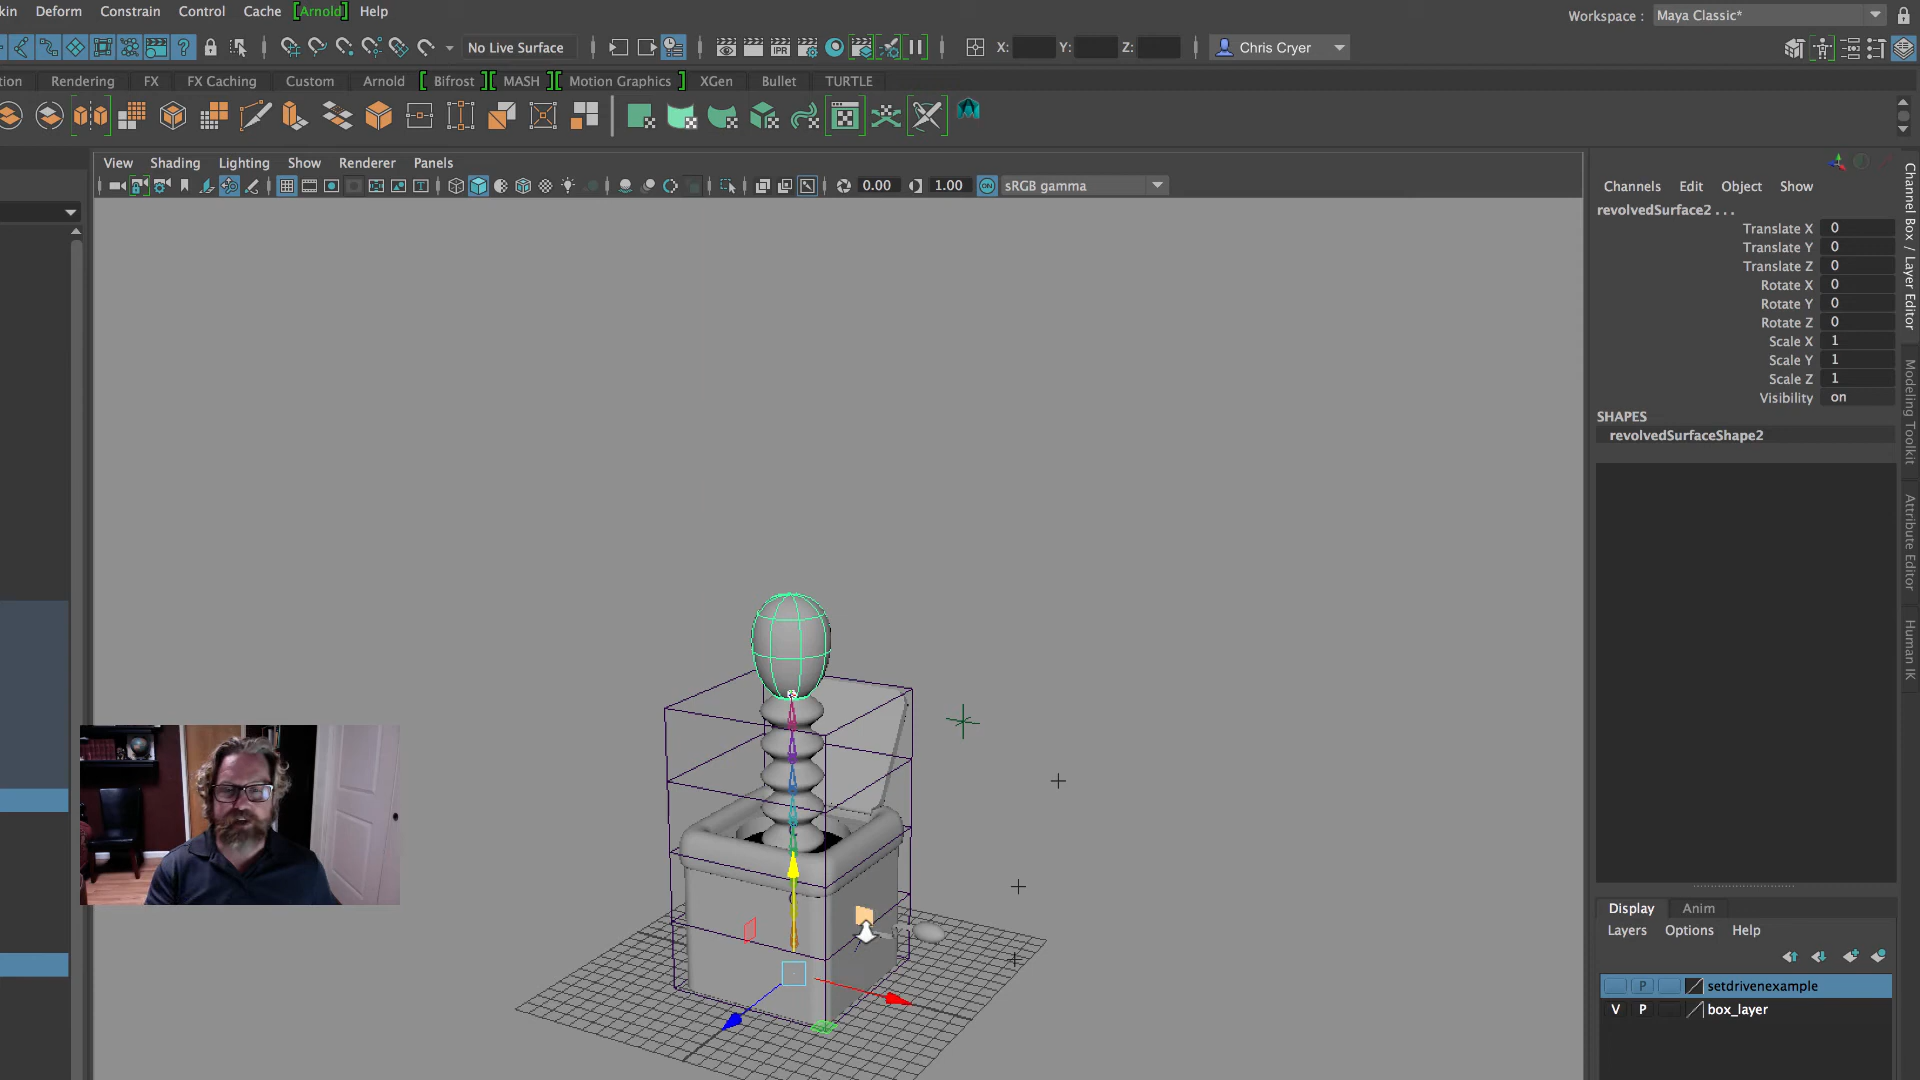 kin Deform Constrain Control Cache [Arnold] Help
Workspace : Maya Classic*
No Live Surface IPR X: Y: Z: Chris Cryer
tion Rendering FX FX Caching Custom Arnold [ Bifrost ] [ MASH ] [ Motion Graphics ] XGen Bullet TURTLE
View Shading Lighting Show Renderer Panels
0.00 1.00 ON sRGB gamma
Channels Edit Object Show
revolvedSurface2 . . .
Translate X 0
Translate Y 0
Translate Z 0
Rotate X 0
Rotate Y 0
Rotate Z 0
Scale X 1
Scale Y 1
Scale Z 1
Visibility on
SHAPES
revolvedSurfaceShape2
Channel Box / Layer Editor
Modeling Toolkit
Attribute Editor
Human IK
Display Anim
Layers Options Help
P setdrivenexample
V P box_layer